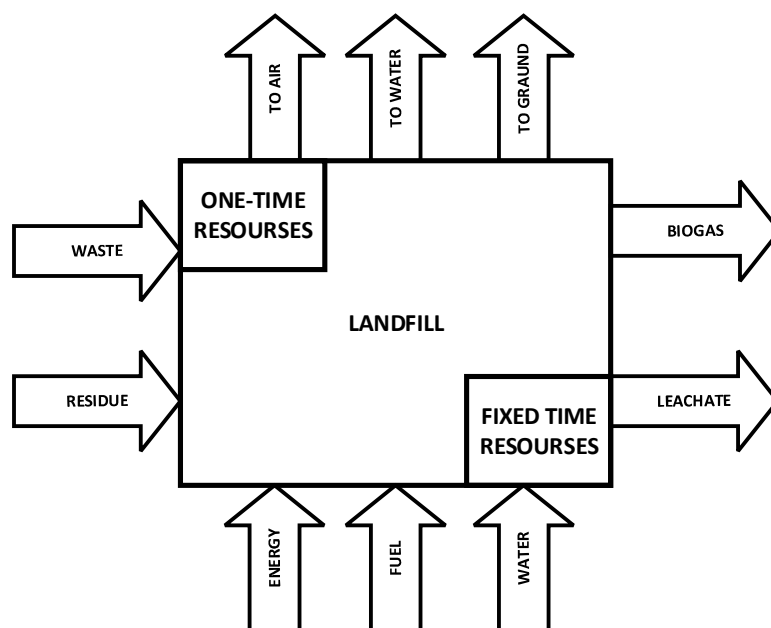 TO AIR
TO WATER
TO GRAUND
ONE-TIME
RESOURSES
WASTE
BIOGAS
LANDFILL
RESIDUE
FIXED TIME
RESOURSES
LEACHATE
ENERGY
FUEL
WATER